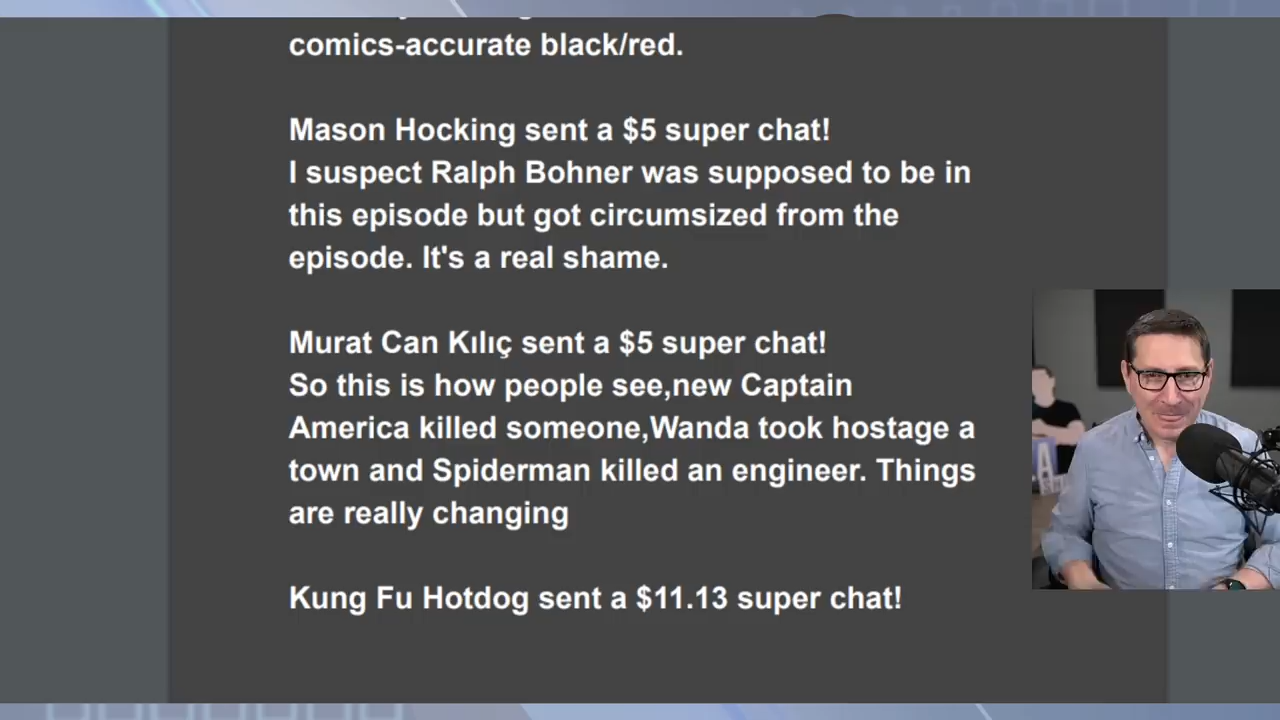 comics-accurate black/red.
Mason Hocking sent a $5 super chat!
I suspect Ralph Bohner was supposed to be in
this episode but got circumsized from the
episode. It's a real shame.
Murat Can Kılıç sent a $5 super chat!
So this is how people see,new Captain
America killed someone,Wanda took hostage a
town and Spiderman killed an engineer. Things
are really changing
Kung Fu Hotdog sent a $11.13 super chat!